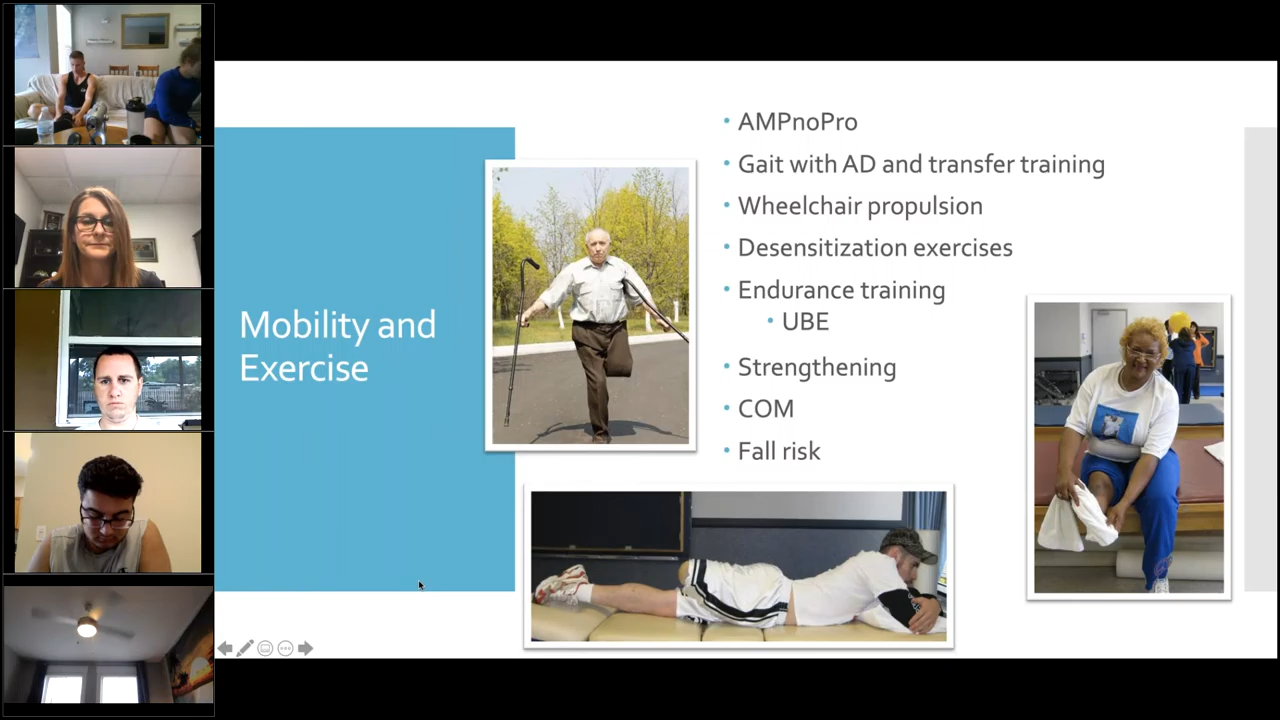 Mobility and
Exercise
AMPnoPro
Gait with AD and transfer training
Wheelchair propulsion
Desensitization exercises
Endurance training
UBE
Strengthening
COM
Fall risk